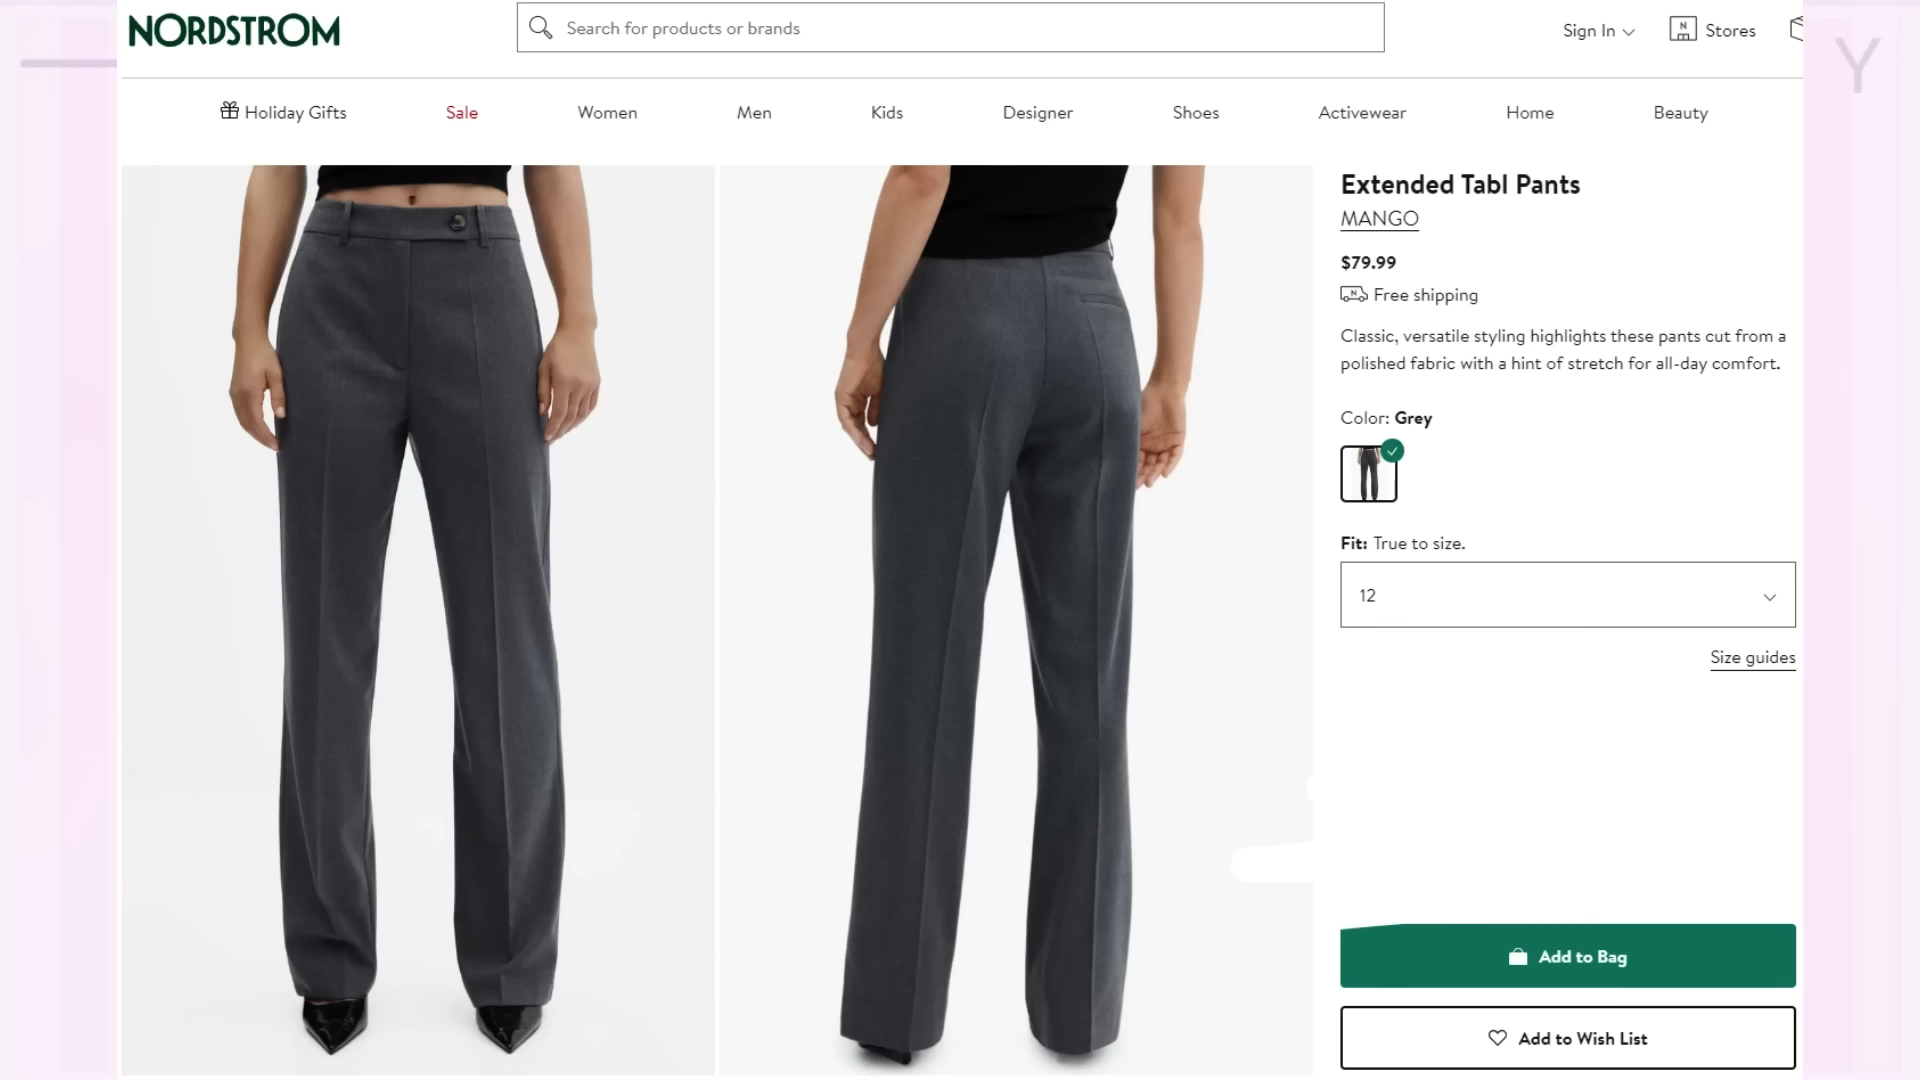 NORDSTROM
Search for products or brands
Sign In
N
Stores
Y
Holiday Gifts
Sale
Women
Men
Kids
Designer
Shoes
Activewear
Home
Beauty
Extended Tabl Pants
MANGO
$79.99
N
Free shipping
Classic, versatile styling highlights these pants cut from a
polished fabric with a hint of stretch for all-day comfort.
Color: Grey
Fit: True to size.
12
Size guides
Add to Bag
Add to Wish List